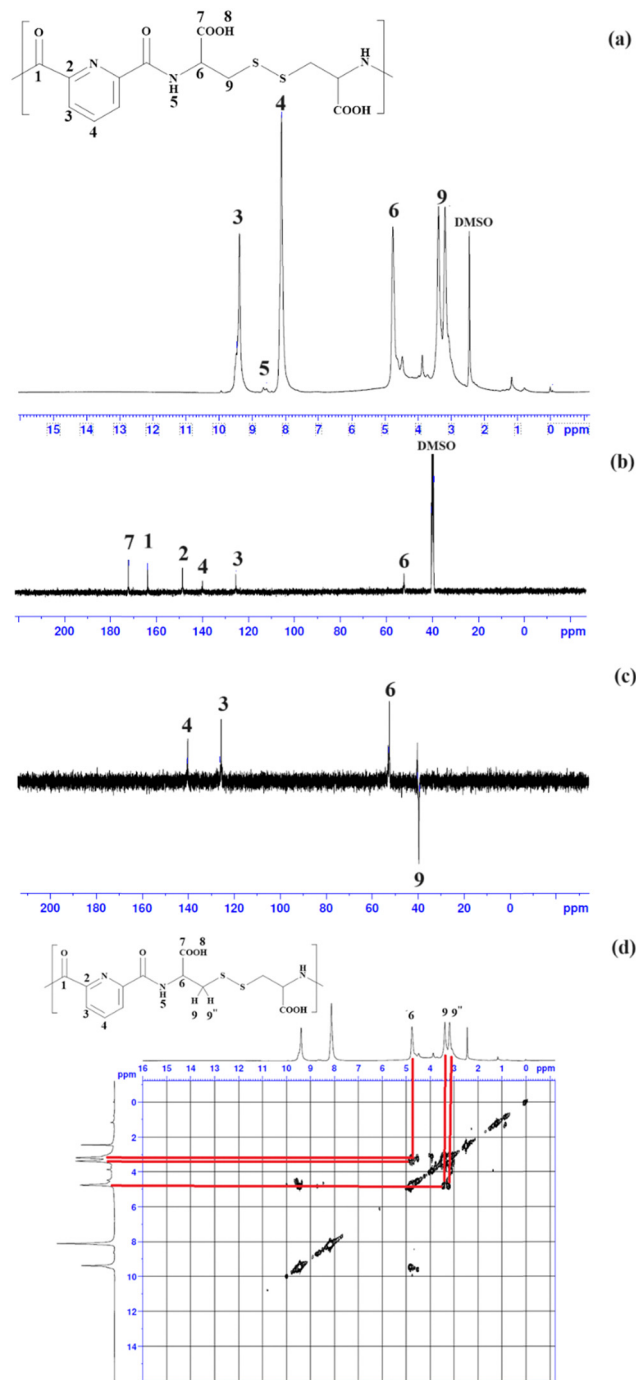 7 8
O COOH (a)
O
2 N S NH
1 N H 6 S
5 9 COOH
3
4
4
3 6 9 DMSO
5
15 14 13 12 11 10 9 8 7 6 5 4 3 2 1 0 ppm
DMSO (b)
7 1 2 4 3 6
200 180 160 140 120 100 80 60 40 20 0 ppm
(c)
6
4 3
9
200 180 160 140 120 100 80 60 40 20 0 ppm
(d)
7 8
O O COOH
1 2 N N H 6 S S H N
5 H H COOH
3 9 9"
4
6 9 9"
16 15 14 13 12 11 10 9 8 7 6 5 4 3 2 1 0 ppm
ppm
0
2
4
6
8
10
12
14